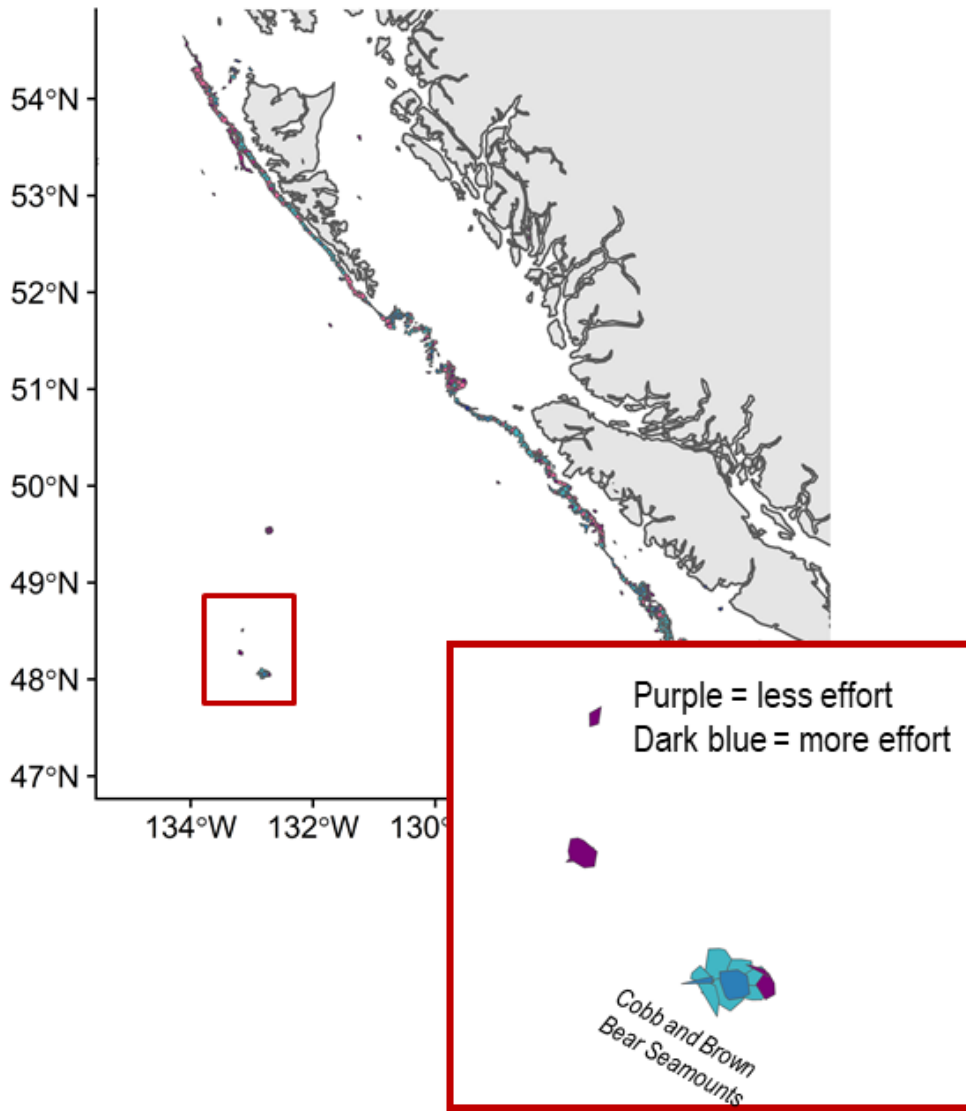 54°N
53°N
52°N
51°N
50°N
49°N
48°N
47°N
134°W 132°W 130°
Purple = less effort
Dark blue = more effort
Cobb and Brown
Bear Seamounts